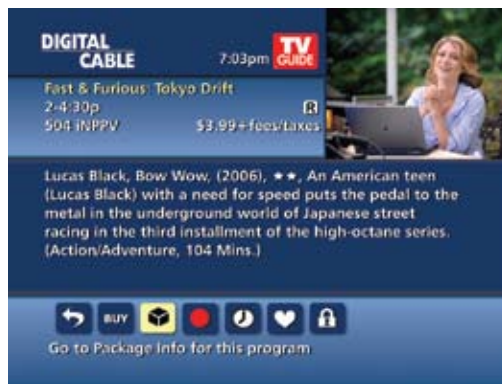 DIGITAL
CABLE
7:03pm
TV
GUIDE
Fast & Furious: Tokyo Drift
2-4:30p
R
504 iNPPV
$3.99+fees/taxes
Lucas Black, Bow Wow, (2006), ★★, An American teen
(Lucas Black) with a need for speed puts the pedal to the
metal in the underground world of Japanese street
racing in the third installment of the high-octane series.
(Action/Adventure, 104 Mins.)
BUY
Go to Package Info for this program